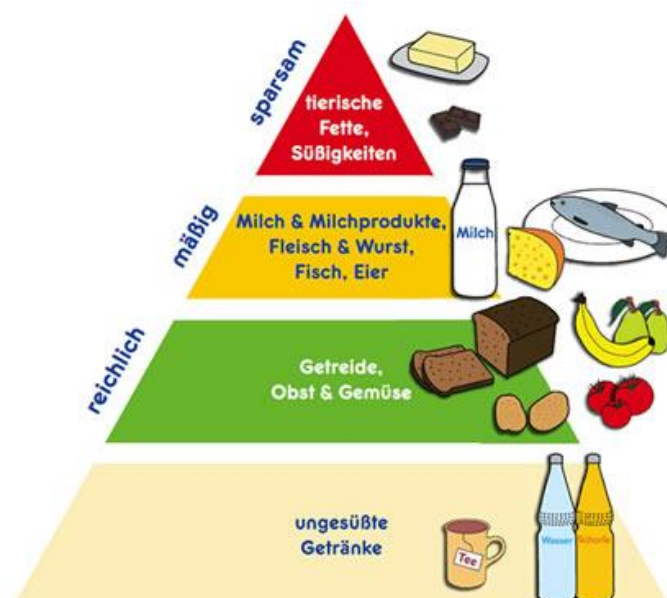 sparsam
tierische
Fette,
Süßigkeiten
mäßig
Milch & Milchprodukte,
Fleisch & Wurst,
Fisch, Eier
Milch
reichlich
Getreide,
Obst & Gemüse
ungesüßte
Getränke
Tee
Wasser
Schorle